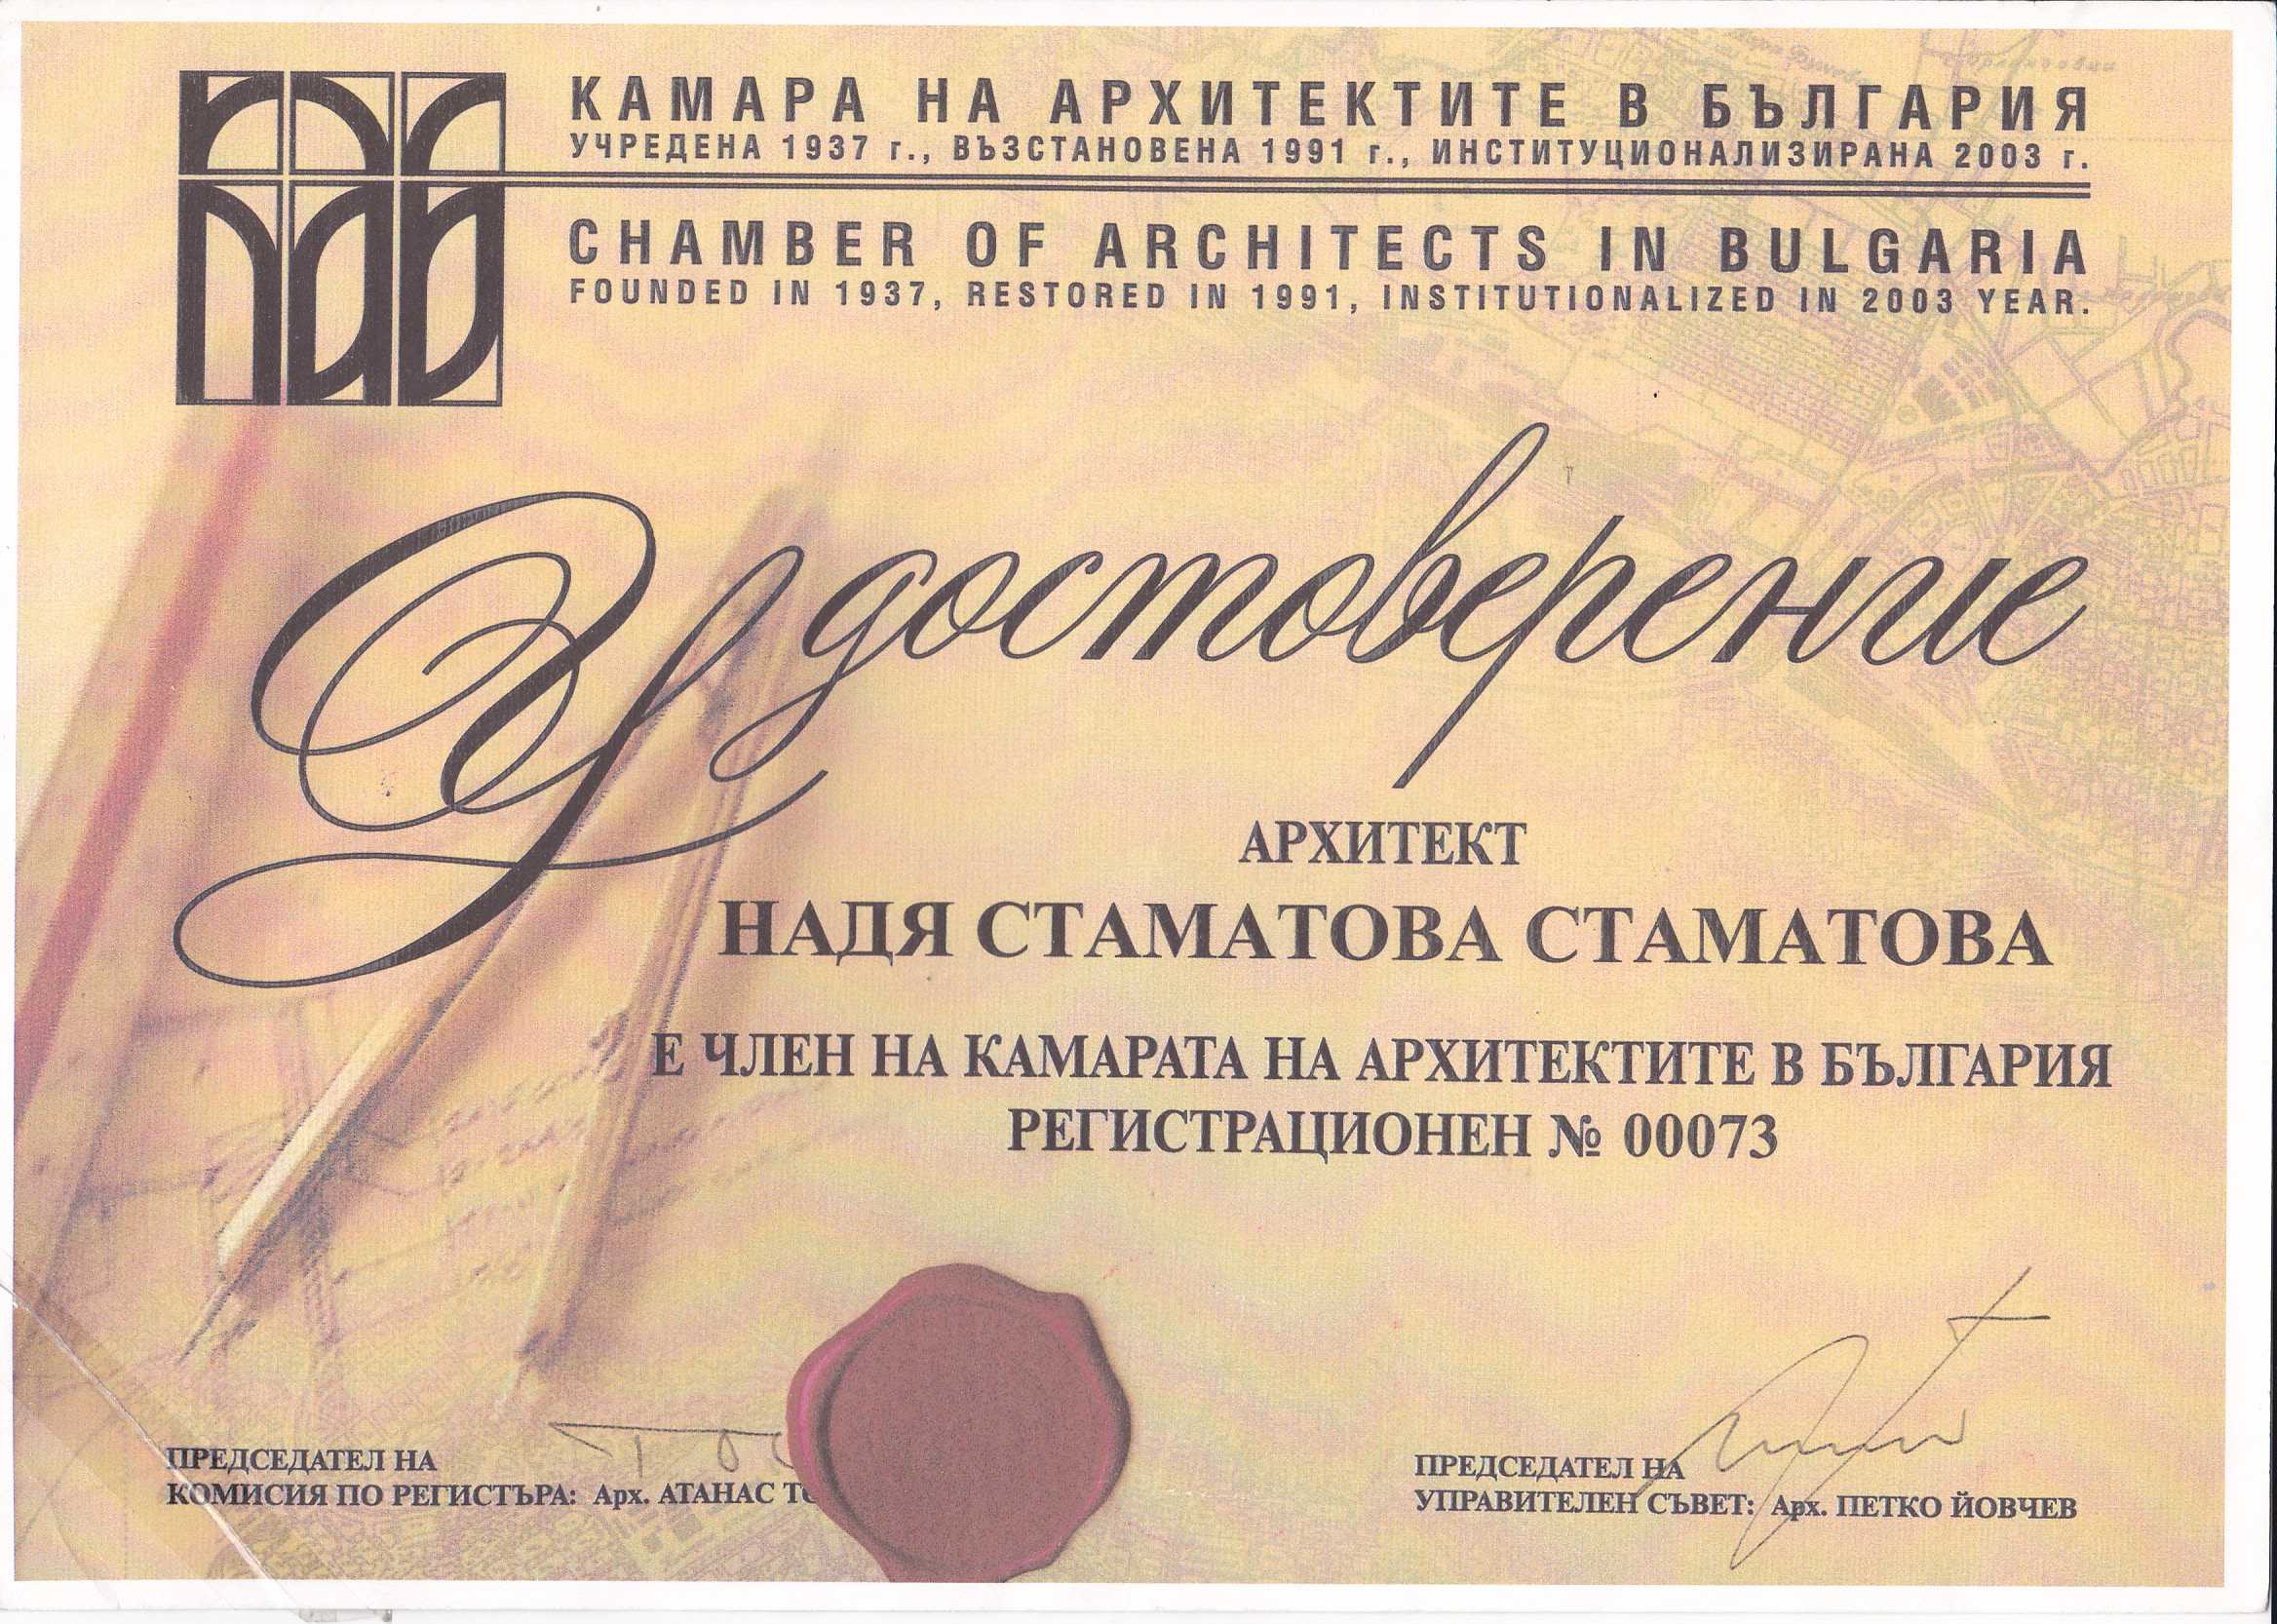 КАМАРА НА АРХИТЕКТИТЕ В БЪЛГАРИЯ
УЧРЕДЕНА 1937 г., ВЪЗСТАНОВЕНА 1991 г., ИНСТИТУЦИОНАЛИЗИРАНА 2003 г.
CHAMBER OF ARCHITECTS IN BULGARIA
FOUNDED IN 1937, RESTORED IN 1991, INSTITUTIONALIZED IN 2003 YEAR.
Удостоверение
АРХИТЕКТ
НАДЯ СТАМАТОВА СТАМАТОВА
Е ЧЛЕН НА КАМАРАТА НА АРХИТЕКТИТЕ В БЪЛГАРИЯ
РЕГИСТРАЦИОНЕН № 00073
ПРЕДСЕДАТЕЛ НА
КОМИСИЯ ПО РЕГИСТЪРА: Арх. АТАНАС
ПРЕДСЕДАТЕЛ НА
УПРАВИТЕЛЕН СЪВЕТ: Арх. ПЕТКО ЙОВЧЕВ